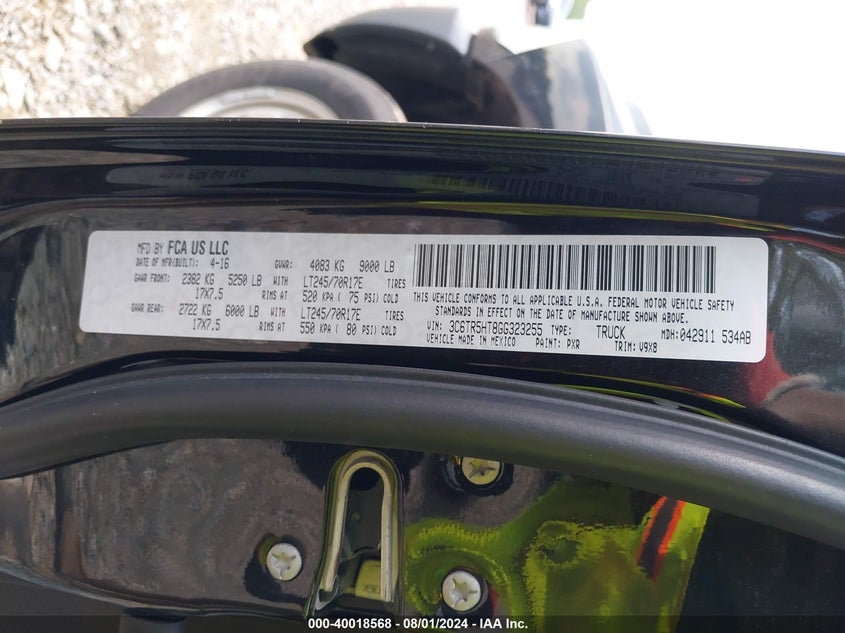 MFD BY FCA US LLC
DATE OF MFR(BUILT): 4-16 GVWR: 4083 KG 9000 LB
GAWR FRONT: 2382 KG 5250 LB WITH LT245/70R17E TIRES
17X7.5 RIMS AT 520 KPA ( 75 PSI) COLD
GAWR REAR: 2722 KG 6000 LB WITH LT245/70R17E TIRES
17X7.5 RIMS AT 550 KPA ( 80 PSI) COLD
THIS VEHICLE CONFORMS TO ALL APPLICABLE U.S.A. FEDERAL MOTOR VEHICLE SAFETY
STANDARDS IN EFFECT ON THE DATE OF MANUFACTURE SHOWN ABOVE.
VIN: 3C6TR5HT8GG323255 TYPE: TRUCK MDH:042911 534AB
VEHICLE MADE IN MEXICO PAINT: PXR TRIM: V9X8
000-40018568 - 08/01/2024 - IAA Inc.